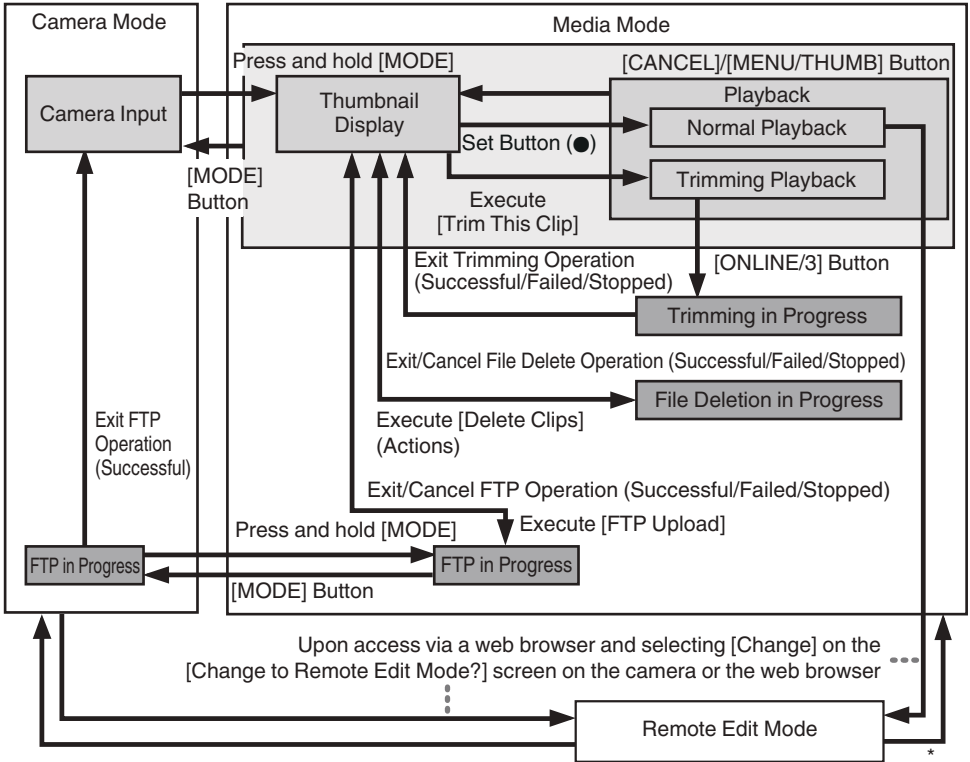 Camera Mode
Media Mode
Press and hold [MODE]
[CANCEL]/[MENU/THUMB] Button
Camera Input
Thumbnail
Display
Playback
Normal Playback
Set Button (●)
Trimming Playback
[MODE]
Button
Execute
[Trim This Clip]
Exit Trimming Operation
(Successful/Failed/Stopped)
[ONLINE/3] Button
Trimming in Progress
Exit/Cancel File Delete Operation (Successful/Failed/Stopped)
File Deletion in Progress
Execute [Delete Clips]
(Actions)
Exit FTP
Operation
(Successful)
Exit/Cancel FTP Operation (Successful/Failed/Stopped)
Execute [FTP Upload]
Press and hold [MODE]
FTP in Progress
FTP in Progress
[MODE] Button
Upon access via a web browser and selecting [Change] on the
[Change to Remote Edit Mode?] screen on the camera or the web browser
Remote Edit Mode
*